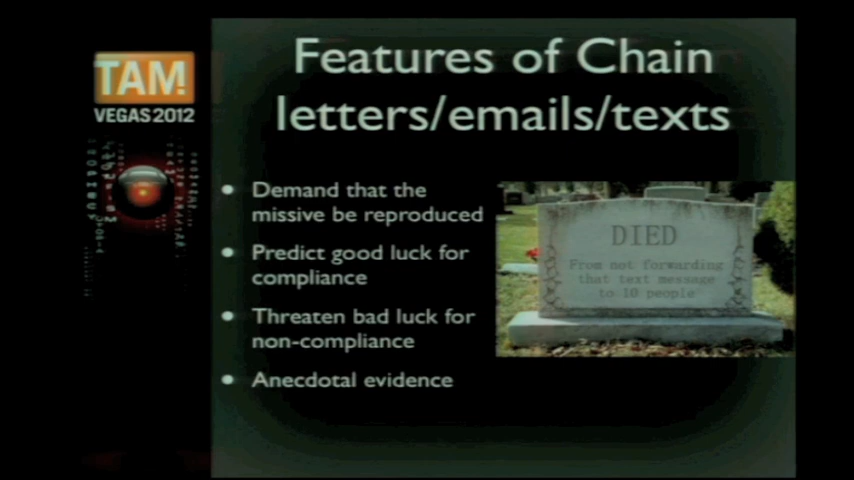 TAM!
VEGAS 2012
Features of Chain
letters/emails/texts
Demand that the
missive be reproduced
Predict good luck for
compliance
Threaten bad luck for
non-compliance
Anecdotal evidence
DIED
From not forwarding
that text message
to 10 people